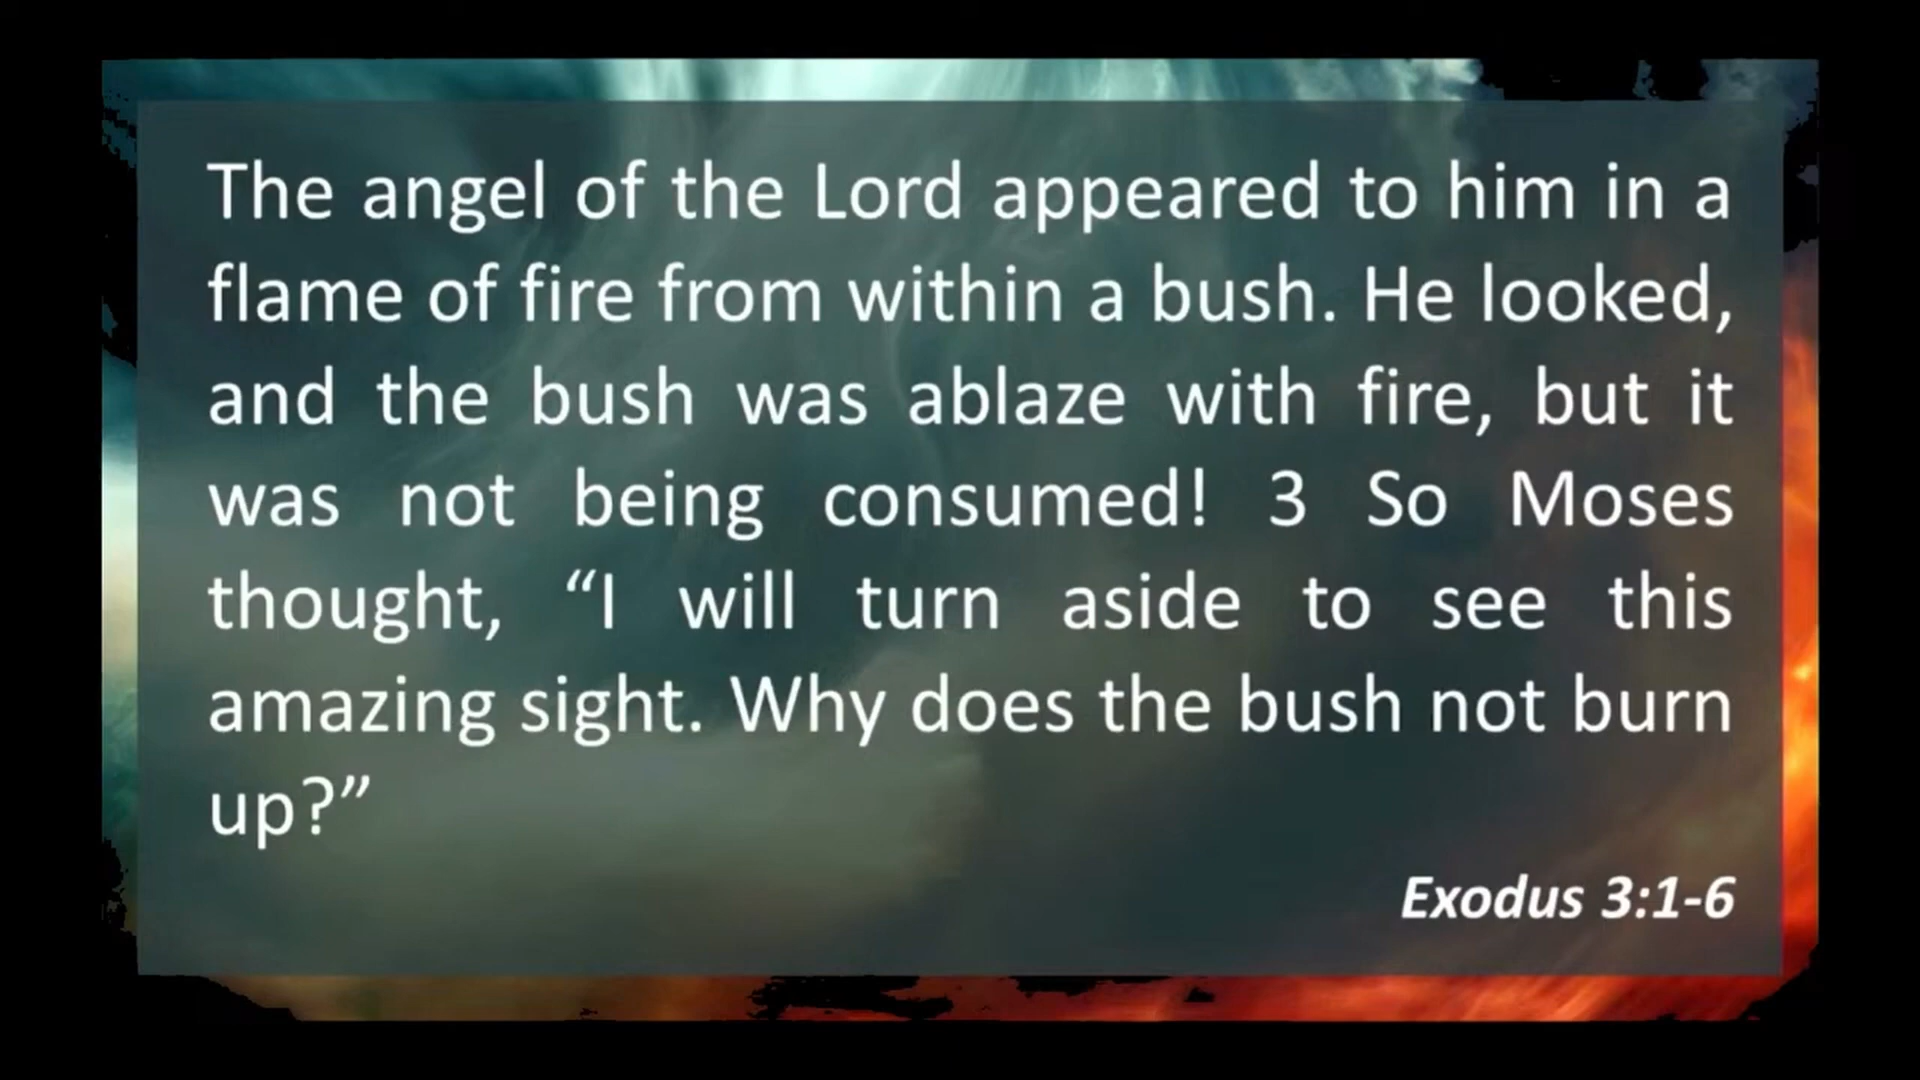 The angel of the Lord appeared to him in a
flame of fire from within a bush. He looked,
and the bush was ablaze with fire, but it
was not being consumed! 3 So Moses
thought, “I will turn aside to see this
amazing sight. Why does the bush not burn
up?”
Exodus 3:1-6